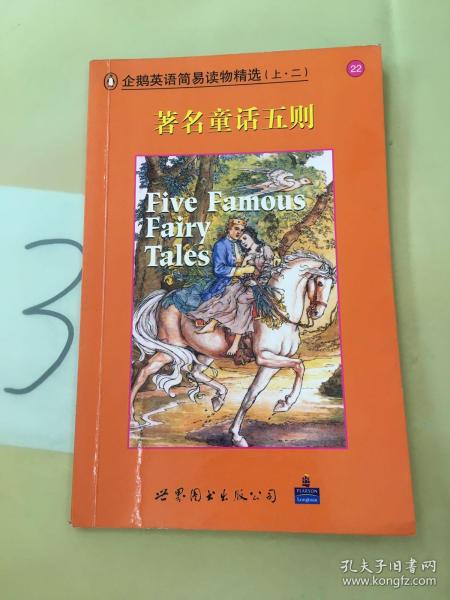 企鹅英语简易读物精选(上·二)
22
著名童话五则
Five Famous
Fairy
Tales
3
世界图书出版公司
PEARSON
Longman
孔夫子旧书网
www.kongfz.com